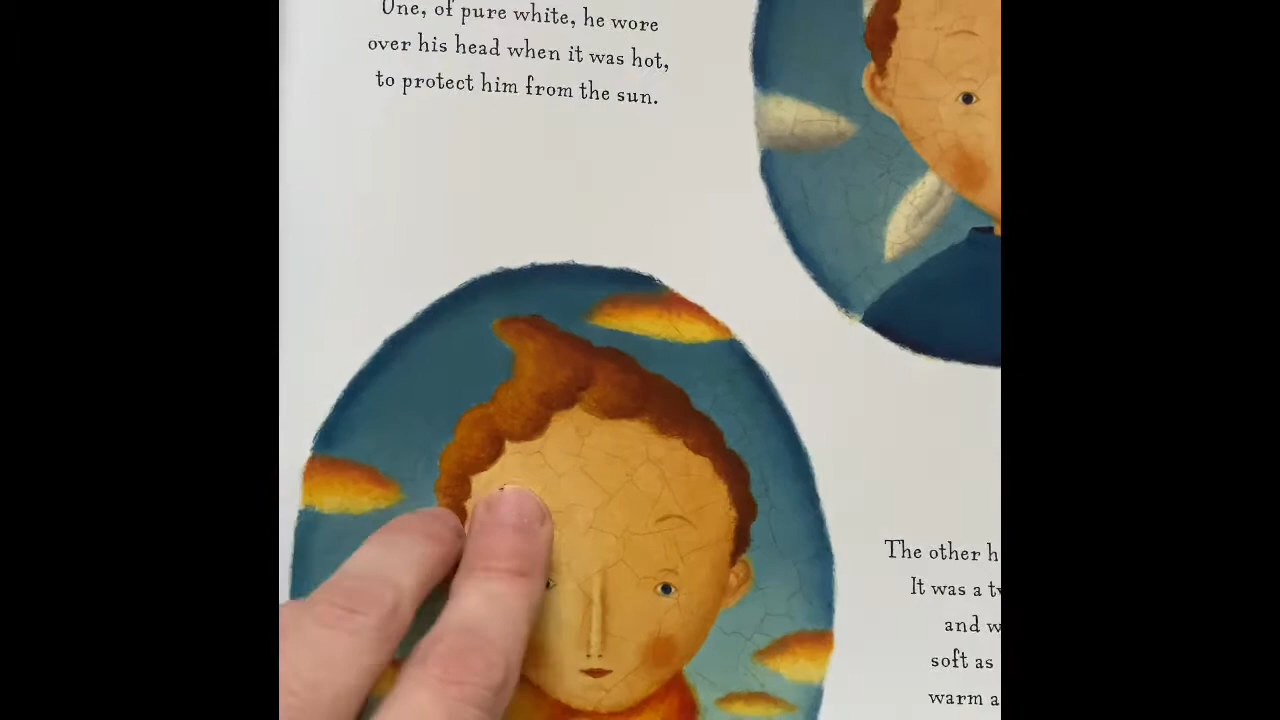 One, of pure white, he wore
over his head when it was hot,
to protect him from the sun.
The other
It was a
and
soft as
warm